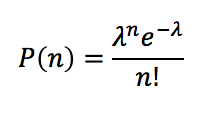 P(n) = λⁿe⁻λ / n!